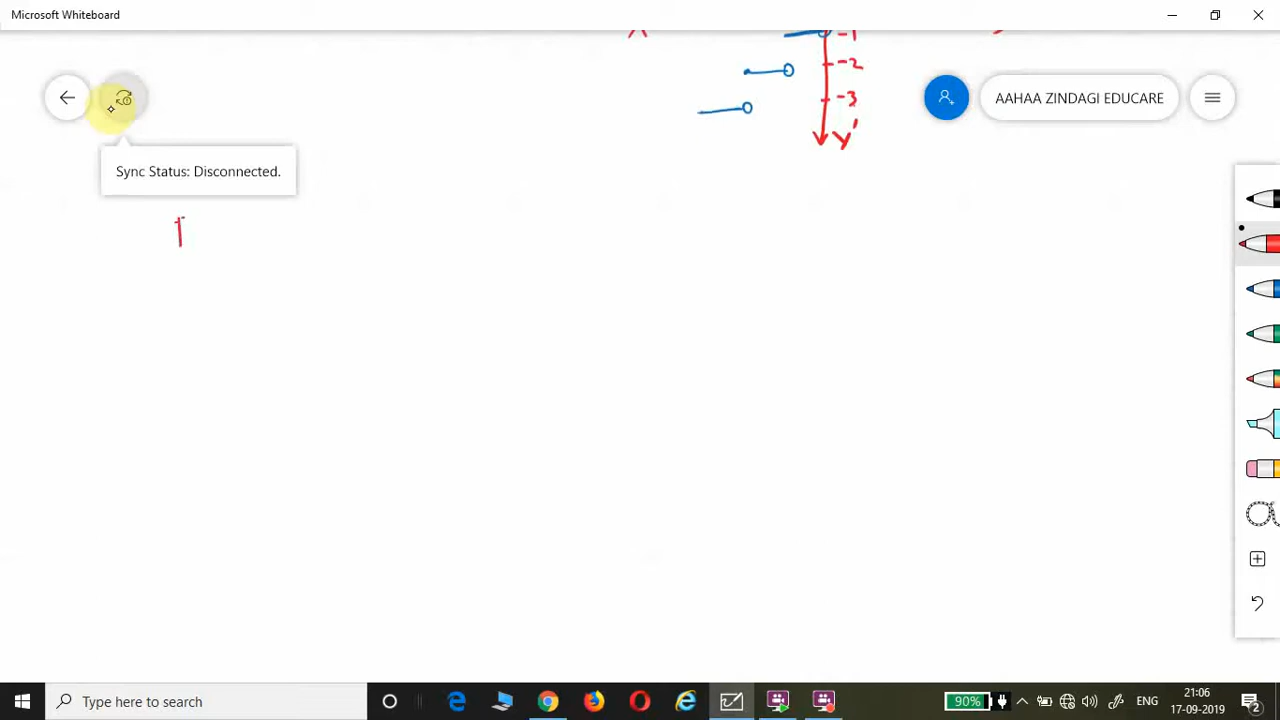 Microsoft Whiteboard
-1
-2
-3
Y'
AAHAA ZINDAGI EDUCARE
Sync Status: Disconnected.
Type here to search
90%
ENG
21:06
17-09-2019
2